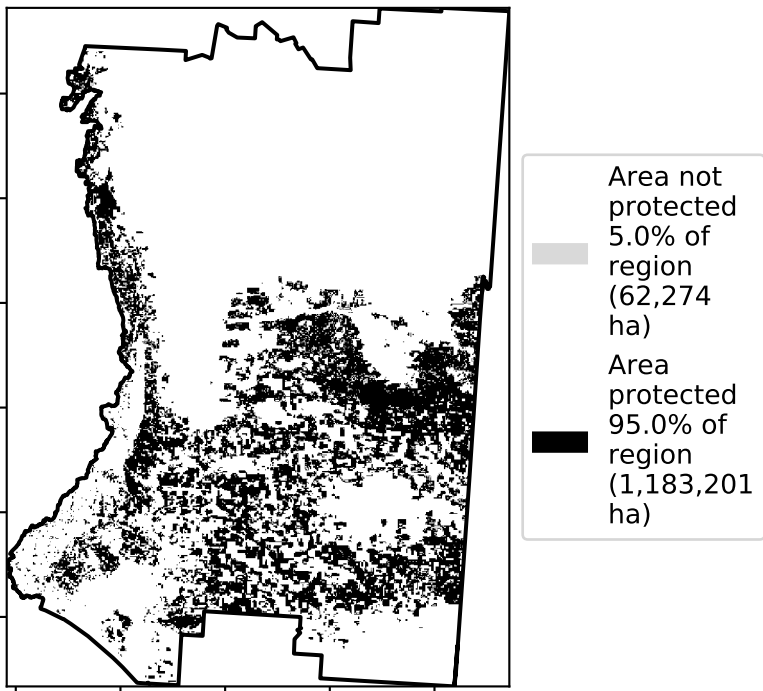 Area not
protected
5.0% of
region
(62,274
ha)
Area
protected
95.0% of
region
(1,183,201
ha)